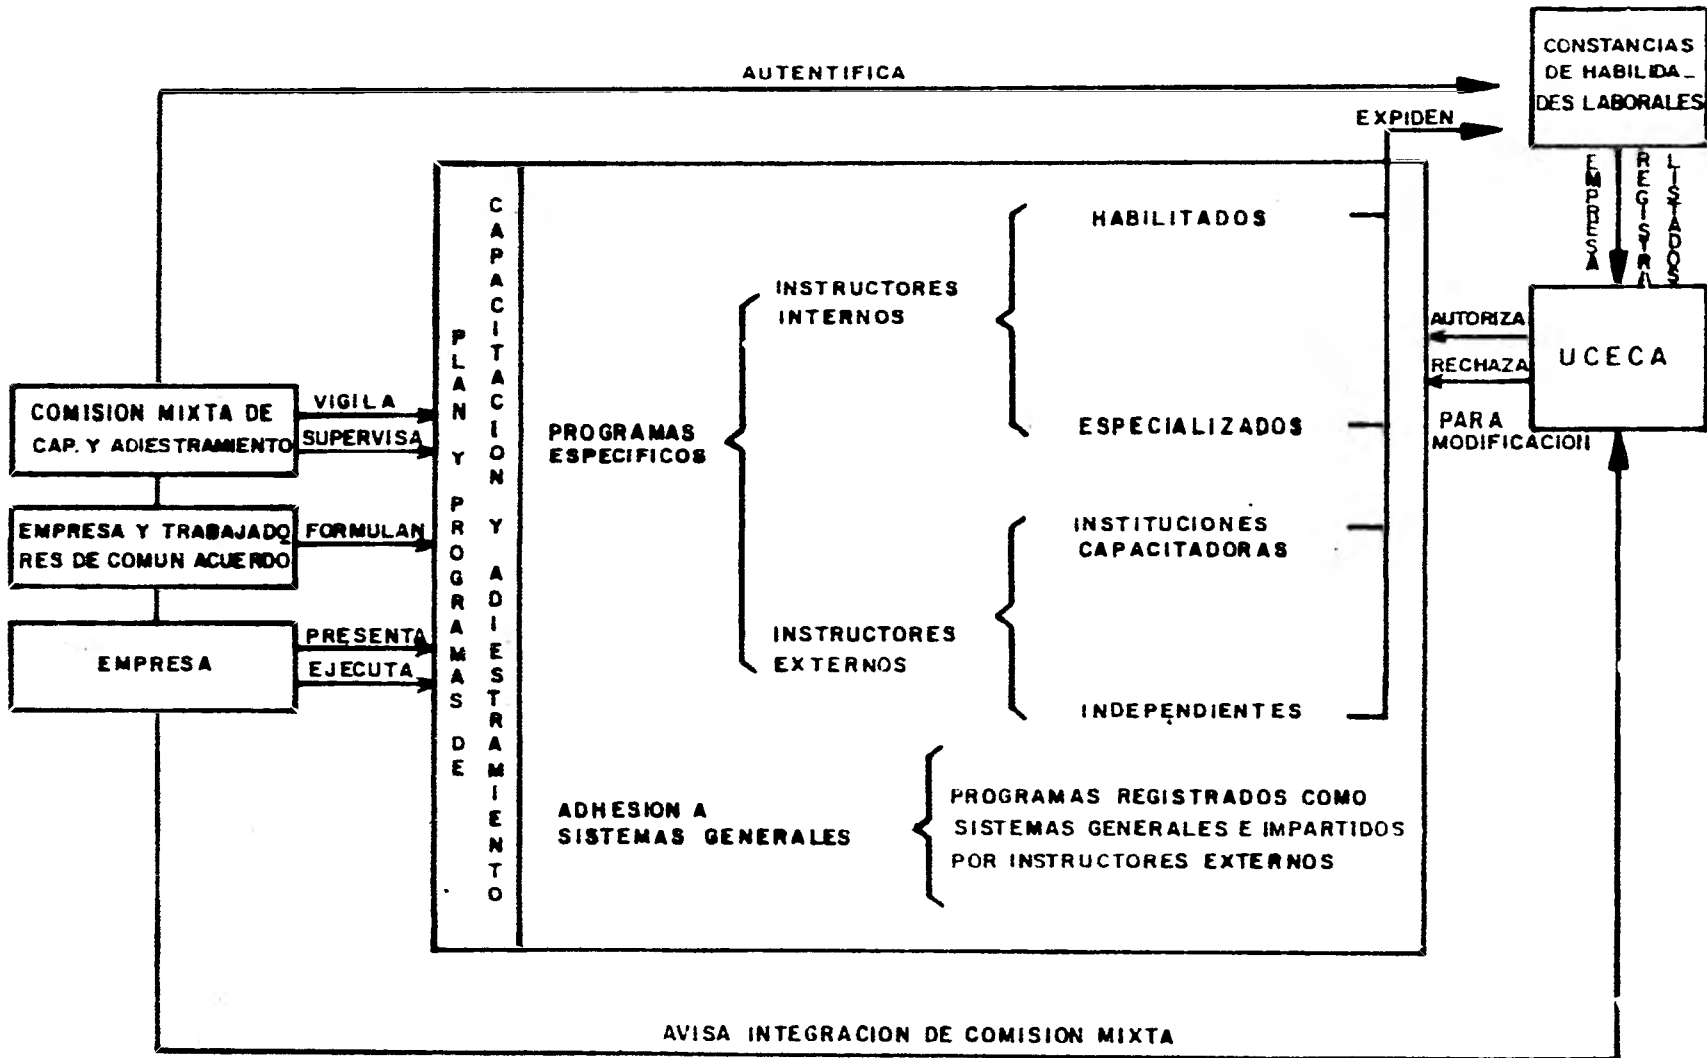 AUTENTIFICA
CONSTANCIAS
DE HABILIDA_
DES LABORALES
EXPIDEN
EMPRESA
REGISTRA
LISTADOS
COMISION MIXTA DE
CAP. Y ADIESTRAMIENTO
VIGILA
SUPERVISA
EMPRESA Y TRABAJADO
RES DE COMUN ACUERDO
FORMULAN
EMPRESA
PRESENTA
EJECUTA
PLAN Y PROGRAMAS DE
CAPACITACION Y ADIESTRAMIENTO
PROGRAMAS
ESPECIFICOS
INSTRUCTORES
INTERNOS
HABILITADOS
ESPECIALIZADOS
INSTRUCTORES
EXTERNOS
INSTITUCIONES
CAPACITADORAS
INDEPENDIENTES
ADHESION A
SISTEMAS GENERALES
PROGRAMAS REGISTRADOS COMO
SISTEMAS GENERALES E IMPARTIDOS
POR INSTRUCTORES EXTERNOS
AUTORIZA
RECHAZA
PARA
MODIFICACION
UCECA
AVISA INTEGRACION DE COMISION MIXTA